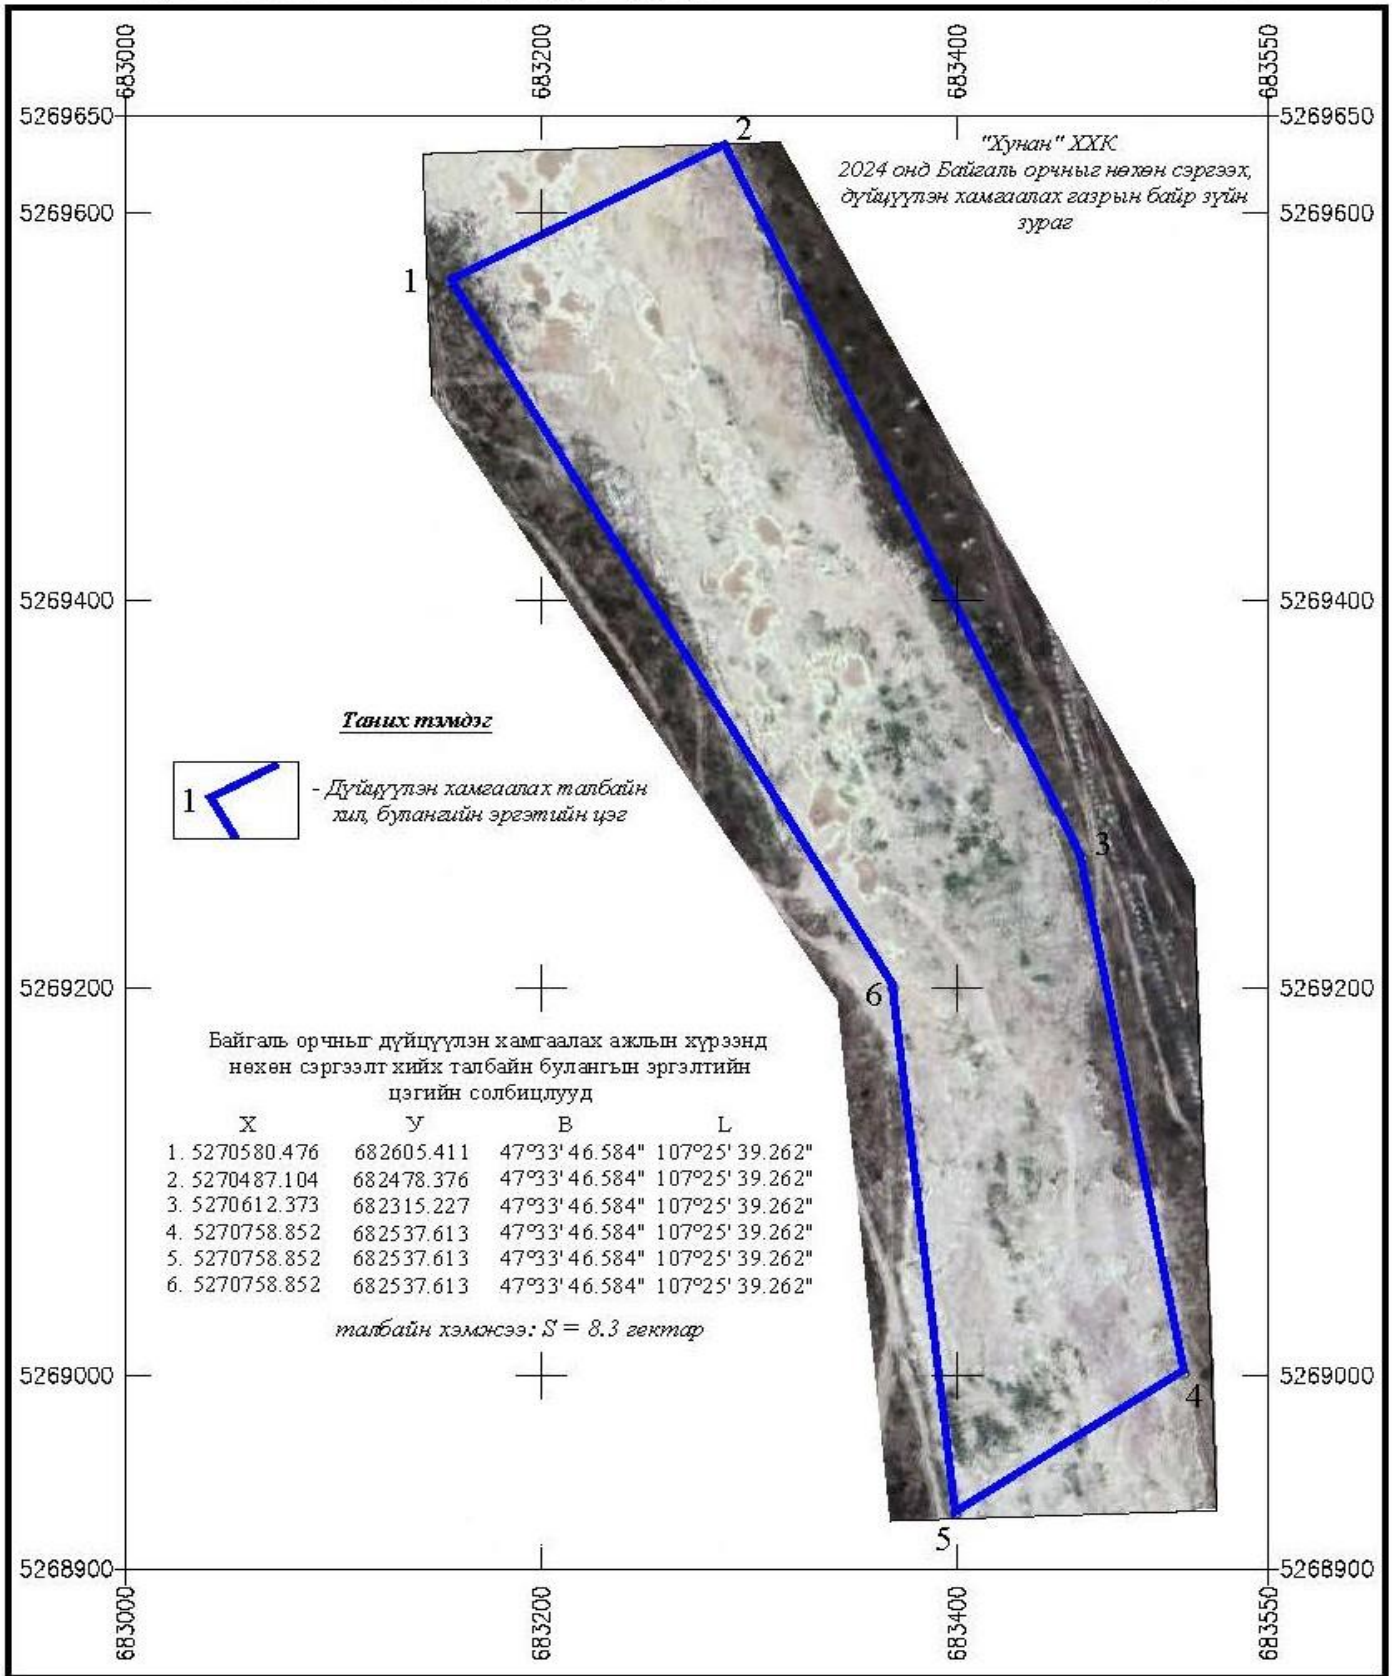 683000
683200
683400
683550
5269650
5269650
2
"Хунан" ХХК
2024 онд Байгаль орчныг нөхөн сэргээх,
дүйцүүлэн хамгаалах газрын байр зүйн
зураг
5269600
5269600
1
5269400
5269400
Таних тэмдэг
1
- Дүйцүүлэн хамгаалах талбайн
хил, булангийн эргэтийн цэг
3
5269200
5269200
6
Байгаль орчныг дүйцүүлэн хамгаалах ажлын хүрээнд
нөхөн сэргээлт хийх талбайн булангын эргэлтийн
цэгийн солбицлууд
X У B L
1. 5270580.476 682605.411 47°33'46.584" 107°25'39.262"
2. 5270487.104 682478.376 47°33'46.584" 107°25'39.262"
3. 5270612.373 682315.227 47°33'46.584" 107°25'39.262"
4. 5270758.852 682537.613 47°33'46.584" 107°25'39.262"
5. 5270758.852 682537.613 47°33'46.584" 107°25'39.262"
6. 5270758.852 682537.613 47°33'46.584" 107°25'39.262"
талбайн хэмжээ: S = 8.3 гектар
5269000
5269000
4
5
5268900
5268900
683000
683200
683400
683550